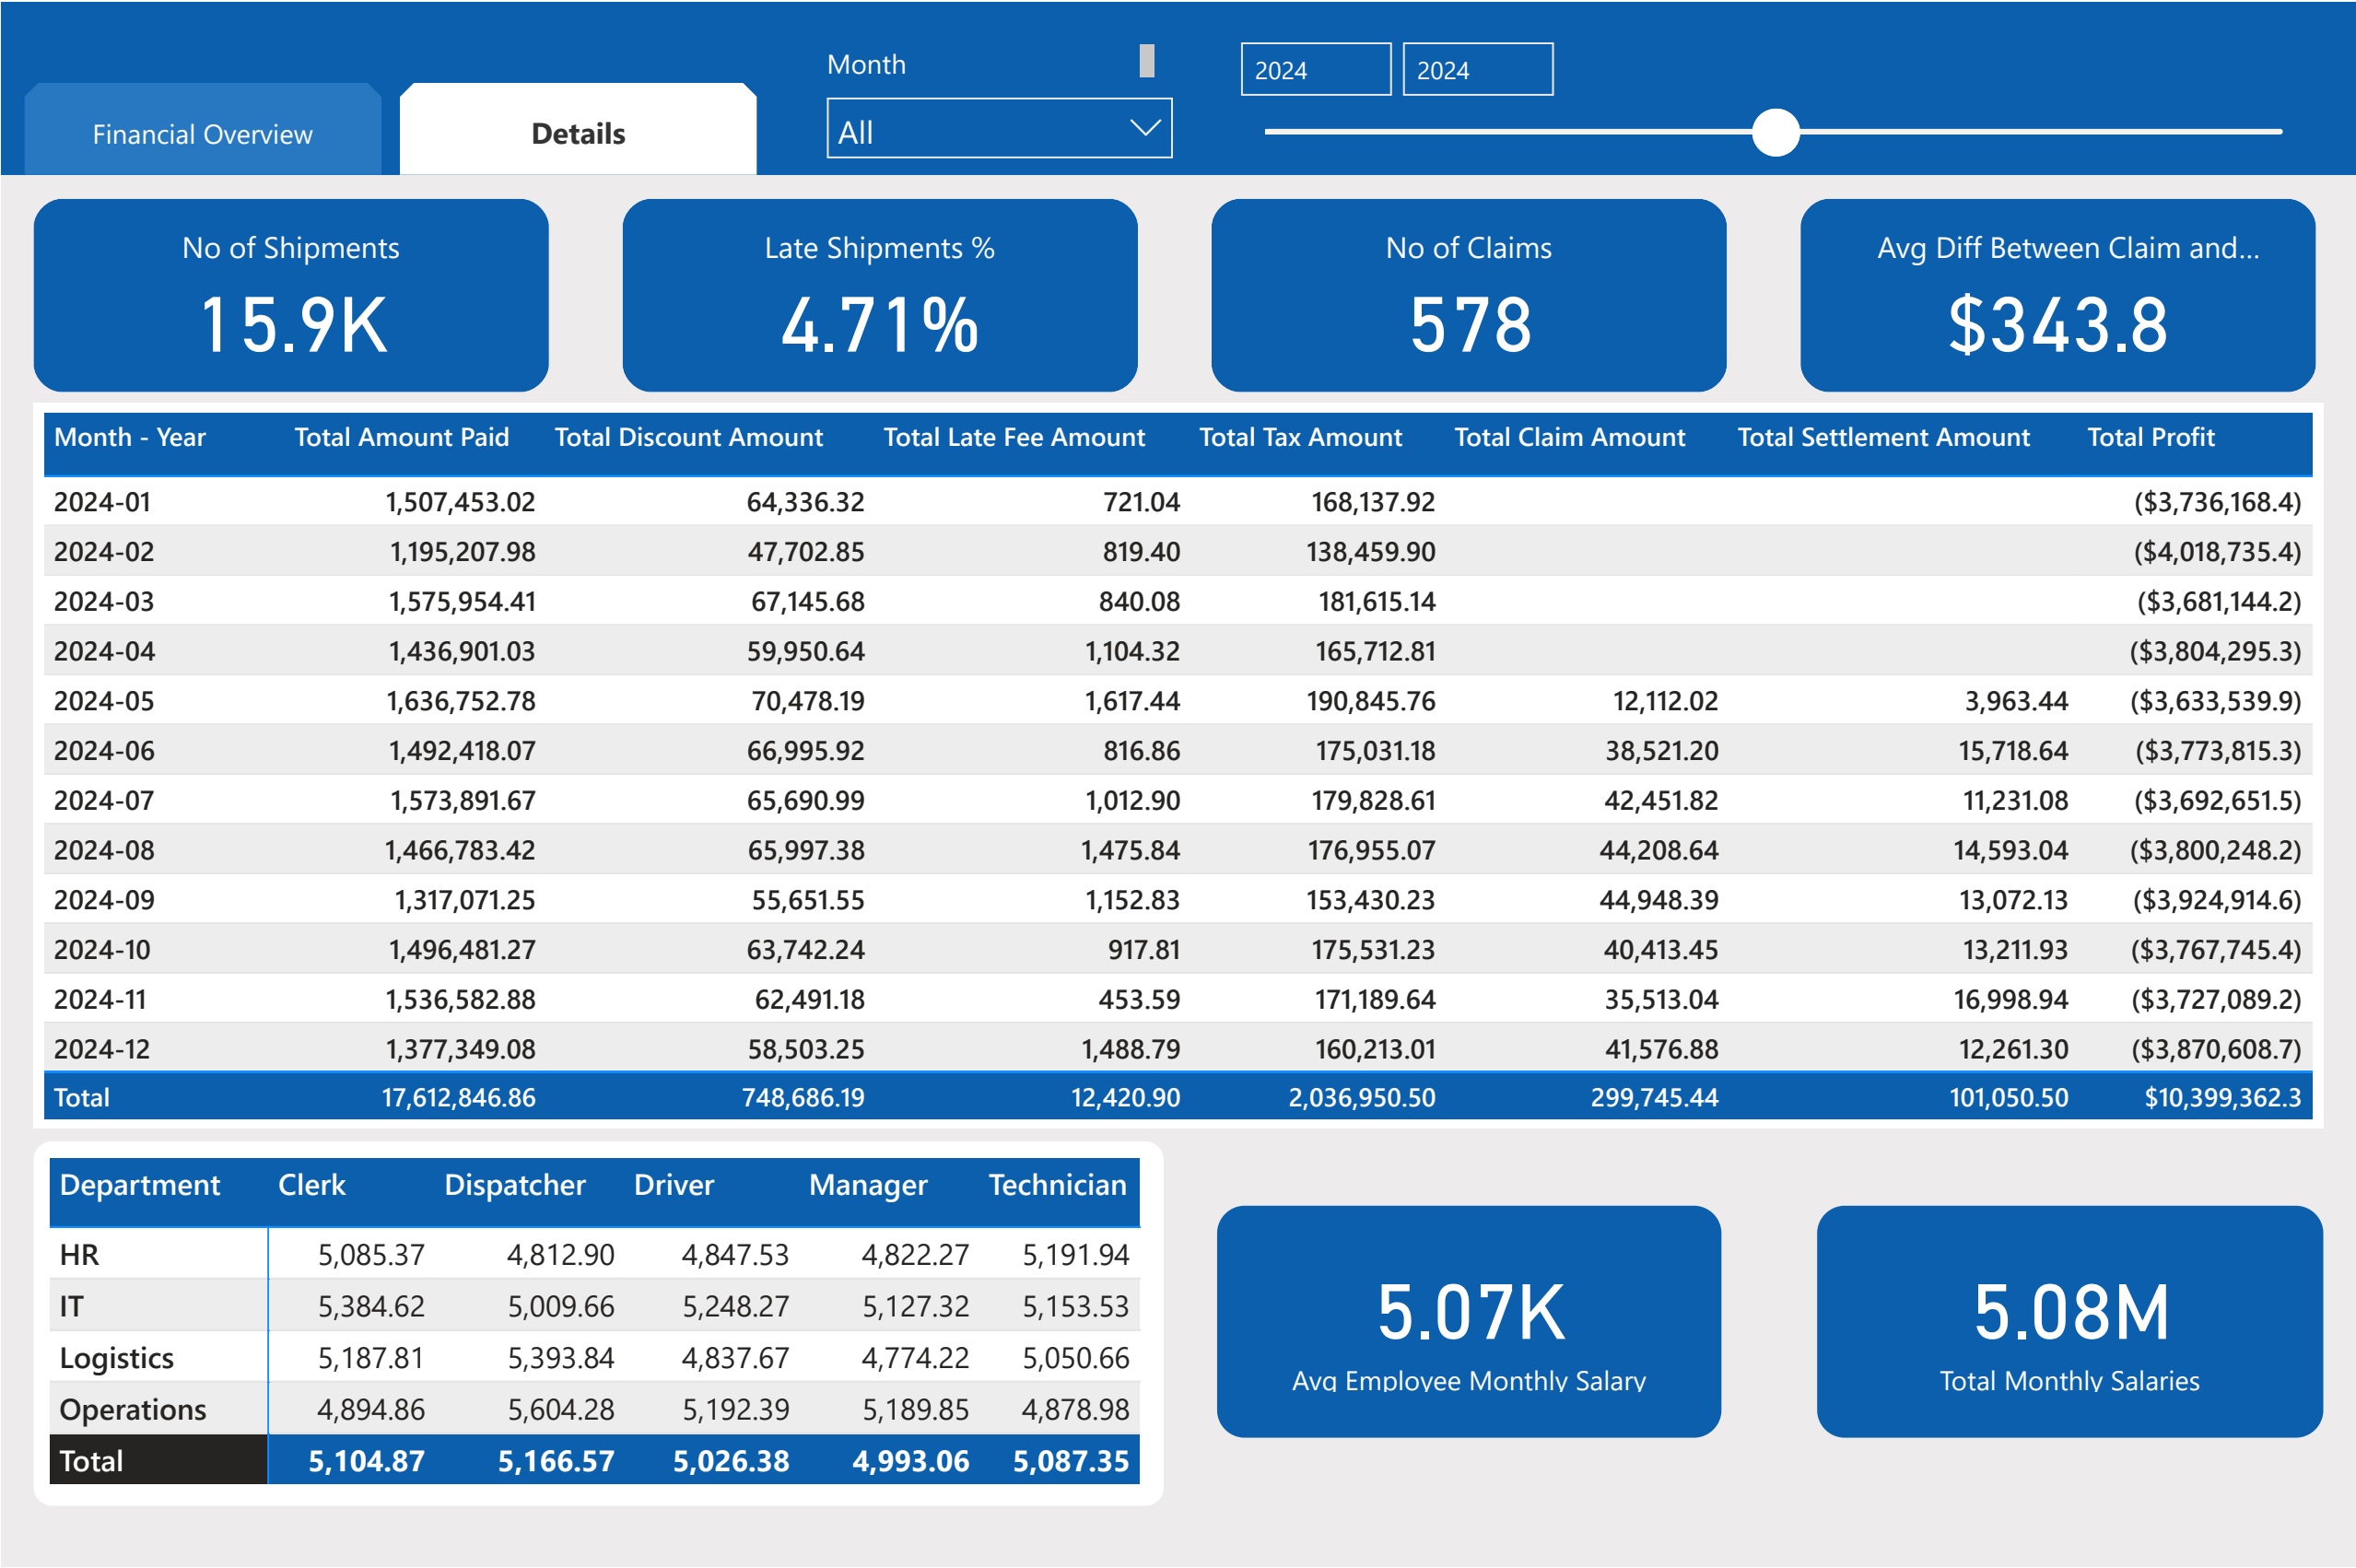 Month
2024 2024
Financial Overview Details All
No of Shipments Late Shipments % No of Claims Avg Diff Between Claim and...
15.9K 4.71% 578 $343.8
Month - Year Total Amount Paid Total Discount Amount Total Late Fee Amount Total Tax Amount Total Claim Amount Total Settlement Amount Total Profit
2024-01 1,507,453.02 64,336.32 721.04 168,137.92 ($3,736,168.4)
2024-02 1,195,207.98 47,702.85 819.40 138,459.90 ($4,018,735.4)
2024-03 1,575,954.41 67,145.68 840.08 181,615.14 ($3,681,144.2)
2024-04 1,436,901.03 59,950.64 1,104.32 165,712.81 ($3,804,295.3)
2024-05 1,636,752.78 70,478.19 1,617.44 190,845.76 12,112.02 3,963.44 ($3,633,539.9)
2024-06 1,492,418.07 66,995.92 816.86 175,031.18 38,521.20 15,718.64 ($3,773,815.3)
2024-07 1,573,891.67 65,690.99 1,012.90 179,828.61 42,451.82 11,231.08 ($3,692,651.5)
2024-08 1,466,783.42 65,997.38 1,475.84 176,955.07 44,208.64 14,593.04 ($3,800,248.2)
2024-09 1,317,071.25 55,651.55 1,152.83 153,430.23 44,948.39 13,072.13 ($3,924,914.6)
2024-10 1,496,481.27 63,742.24 917.81 175,531.23 40,413.45 13,211.93 ($3,767,745.4)
2024-11 1,536,582.88 62,491.18 453.59 171,189.64 35,513.04 16,998.94 ($3,727,089.2)
2024-12 1,377,349.08 58,503.25 1,488.79 160,213.01 41,576.88 12,261.30 ($3,870,608.7)
Total 17,612,846.86 748,686.19 12,420.90 2,036,950.50 299,745.44 101,050.50 $10,399,362.3
Department Clerk Dispatcher Driver Manager Technician
HR 5,085.37 4,812.90 4,847.53 4,822.27 5,191.94
IT 5,384.62 5,009.66 5,248.27 5,127.32 5,153.53
Logistics 5,187.81 5,393.84 4,837.67 4,774.22 5,050.66
Operations 4,894.86 5,604.28 5,192.39 5,189.85 4,878.98
Total 5,104.87 5,166.57 5,026.38 4,993.06 5,087.35
5.07K 5.08M
Avg Employee Monthly Salary Total Monthly Salaries